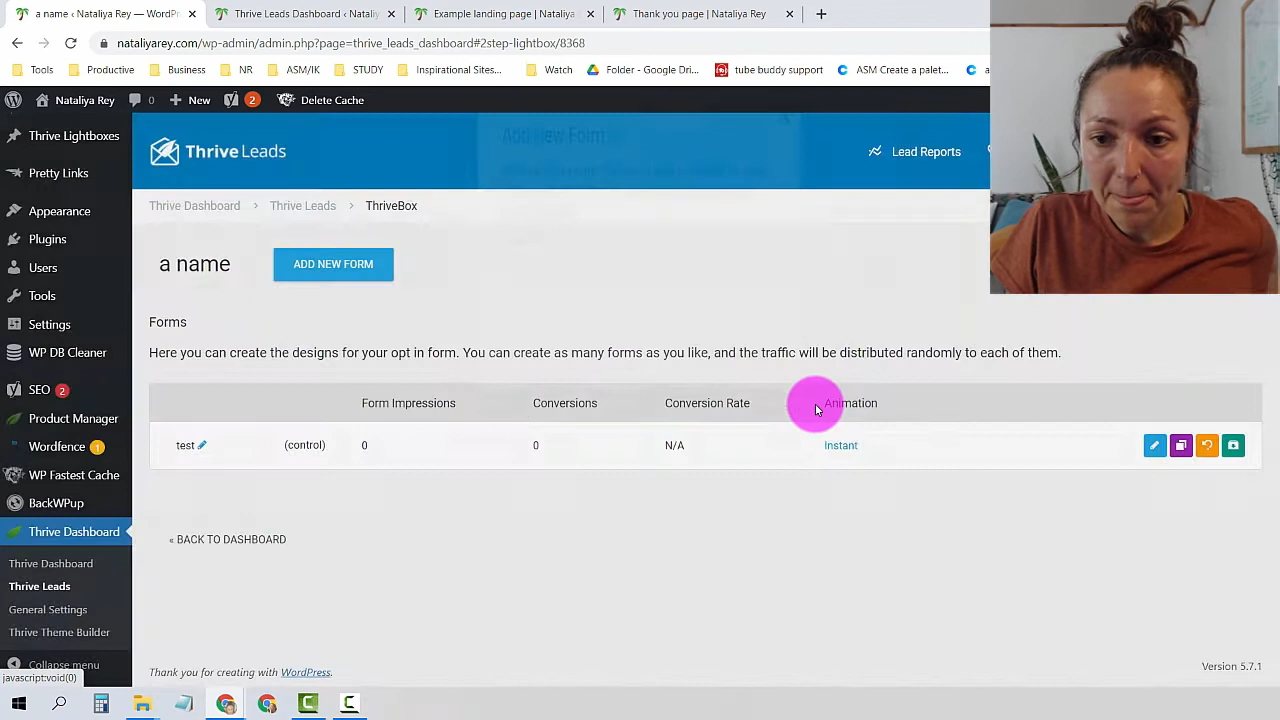 a name ‹ Nataliya Rey — WordPr
Thrive Leads Dashboard ‹ Nataliy
Example landing page | Nataliya
Thank you page | Nataliya Rey
nataliyarey.com/wp-admin/admin.php?page=thrive_leads_dashboard#2step-lightbox/8368
Tools
Productive
Business
NR
ASM/IK
STUDY
Inspirational Sites...
Watch
Folder - Google Dri...
tube buddy support
ASM Create a palet...
Nataliya Rey
0
New
2
Delete Cache
Thrive Lightboxes
Pretty Links
Appearance
Plugins
Users
Tools
Settings
WP DB Cleaner
SEO 2
Product Manager
Wordfence 1
WP Fastest Cache
BackWPup
Thrive Dashboard
Thrive Dashboard
Thrive Leads
General Settings
Thrive Theme Builder
Collapse menu
javascript:void(0)
ThriveLeads
Add new Form
Lead Reports
Thrive Dashboard > Thrive Leads > ThriveBox
a name
ADD NEW FORM
Forms
Here you can create the designs for your opt in form. You can create as many forms as you like, and the traffic will be distributed randomly to each of them.
Form Impressions Conversions Conversion Rate Animation
test (control) 0 0 N/A Instant
« BACK TO DASHBOARD
Thank you for creating with WordPress.
Version 5.7.1